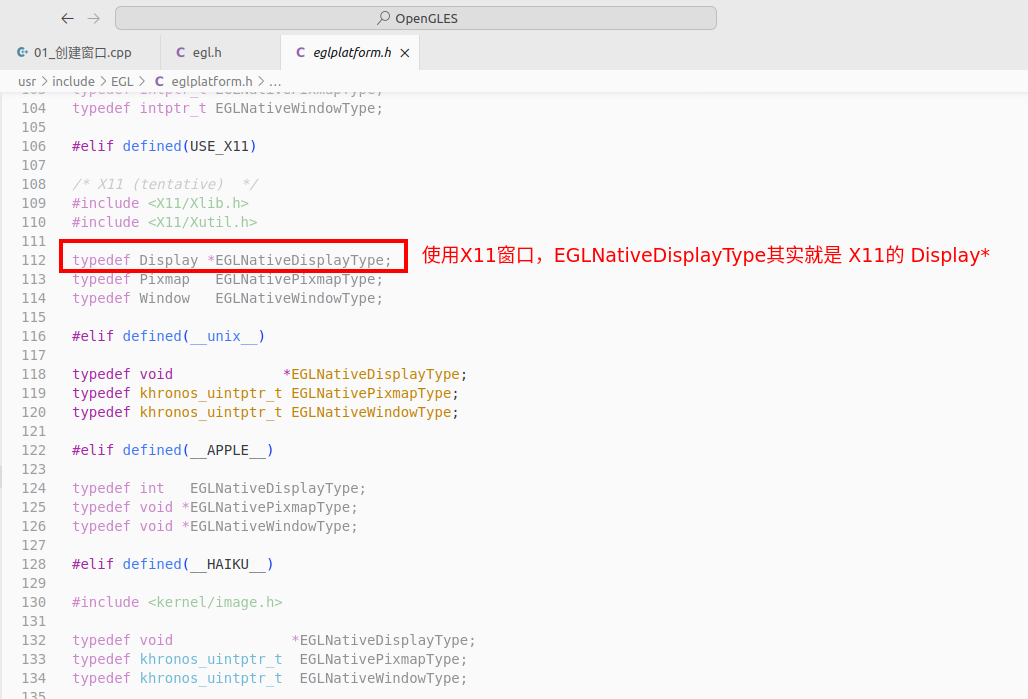 OpenGLES
01_创建窗口.cpp
egl.h
eglplatform.h
usr > include > EGL > C eglplatform.h > ...
103 typedef intptr_t EGLNativePixmapType;
104 typedef intptr_t EGLNativeWindowType;
105
106 #elif defined(USE_X11)
107
108 /* X11 (tentative)  */
109 #include <X11/Xlib.h>
110 #include <X11/Xutil.h>
111
112 typedef Display *EGLNativeDisplayType;
使用X11窗口，EGLNativeDisplayType其实就是 X11的 Display*
113 typedef Pixmap   EGLNativePixmapType;
114 typedef Window   EGLNativeWindowType;
115
116 #elif defined(__unix__)
117
118 typedef void             *EGLNativeDisplayType;
119 typedef khronos_uintptr_t EGLNativePixmapType;
120 typedef khronos_uintptr_t EGLNativeWindowType;
121
122 #elif defined(__APPLE__)
123
124 typedef int   EGLNativeDisplayType;
125 typedef void *EGLNativePixmapType;
126 typedef void *EGLNativeWindowType;
127
128 #elif defined(__HAIKU__)
129
130 #include <kernel/image.h>
131
132 typedef void              *EGLNativeDisplayType;
133 typedef khronos_uintptr_t  EGLNativePixmapType;
134 typedef khronos_uintptr_t  EGLNativeWindowType;
135